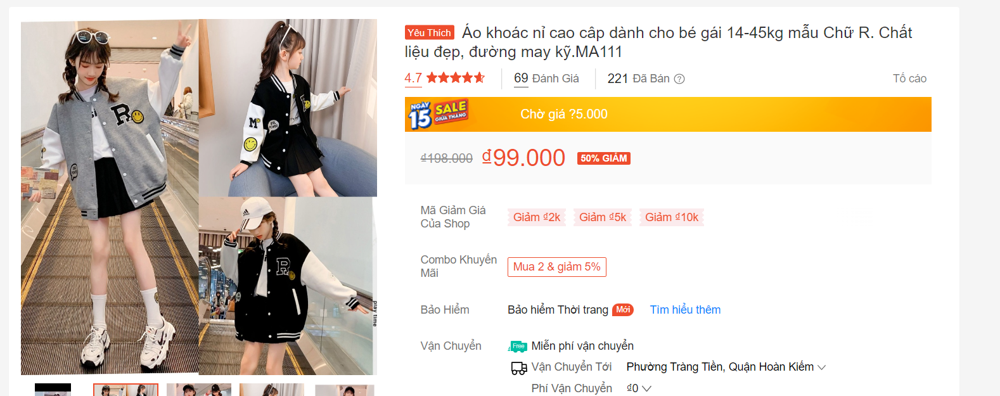 Yêu Thích Áo khoác nỉ cao câp dành cho bé gái 14-45kg mẫu Chữ R. Chất
liệu đẹp, đường may kỹ.MA111
4.7 69 Đánh Giá 221 Đã Bán ? Tố cáo
NGÀY 15 SALE GIỮA THÁNG Chờ giá ?5.000
₫198.000 ₫99.000 50% GIẢM
Mã Giảm Giá
Của Shop
Giảm ₫2k Giảm ₫5k Giảm ₫10k
Combo Khuyến
Mãi
Mua 2 & giảm 5%
Bảo Hiểm Bảo hiểm Thời trang Mới Tìm hiểu thêm
Vận Chuyển Free Miễn phí vận chuyển
Vận Chuyển Tới Phường Tràng Tiền, Quận Hoàn Kiếm
Phí Vận Chuyển ₫0
R
M
R
R
play time